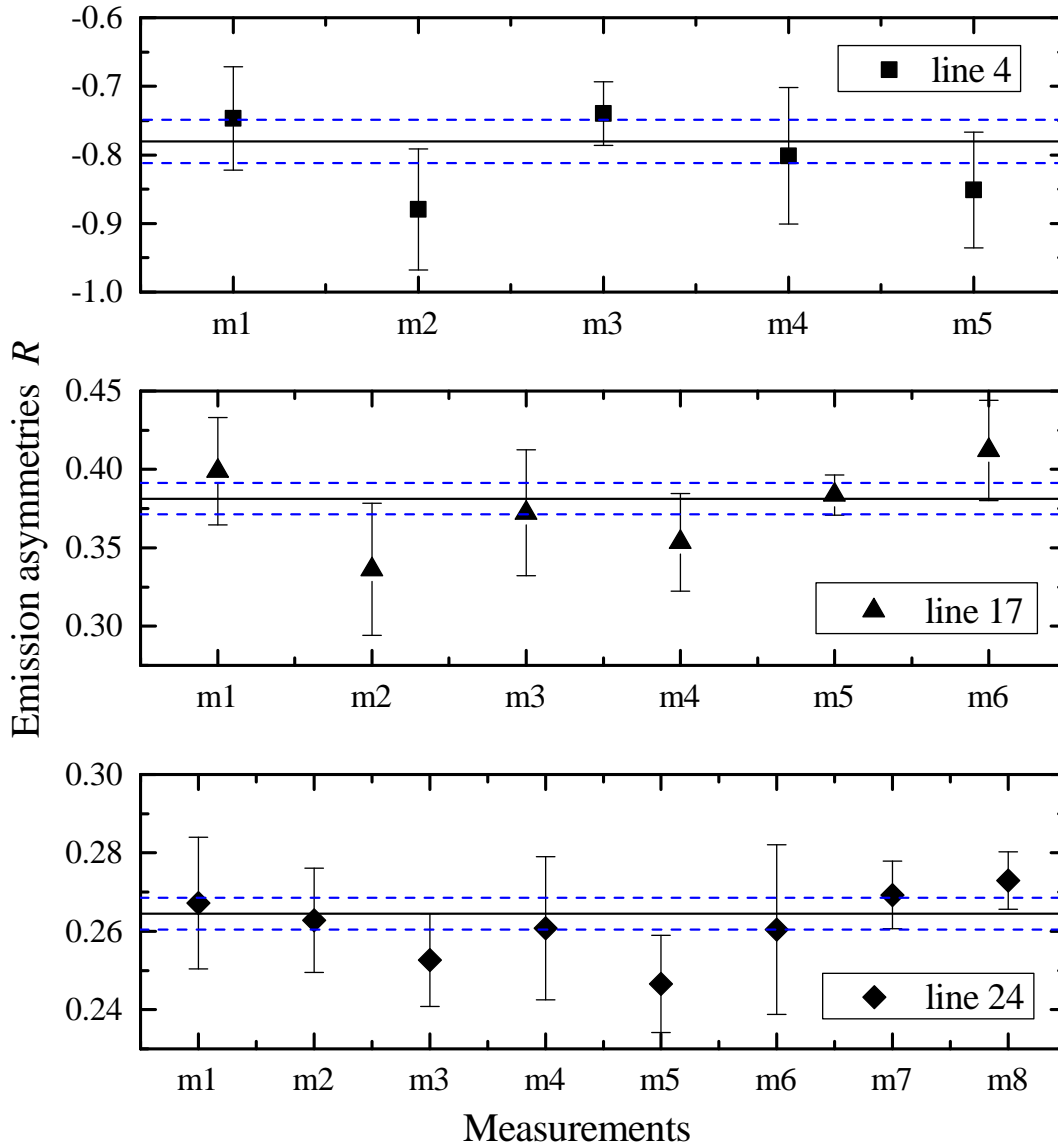 -0.6
-0.7
-0.8
-0.9
-1.0
line 4
m1 m2 m3 m4 m5
Emission asymmetries R
0.45
0.40
0.35
0.30
line 17
m1 m2 m3 m4 m5 m6
0.30
0.28
0.26
0.24
line 24
m1 m2 m3 m4 m5 m6 m7 m8
Measurements